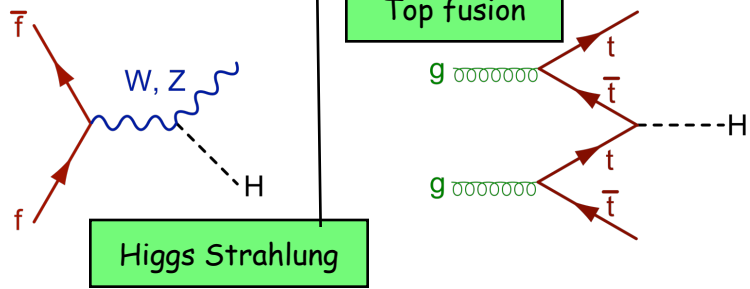 f̅
W, Z
H
f
Higgs Strahlung
Top fusion
g
t
t̅
H
t
g
t̅